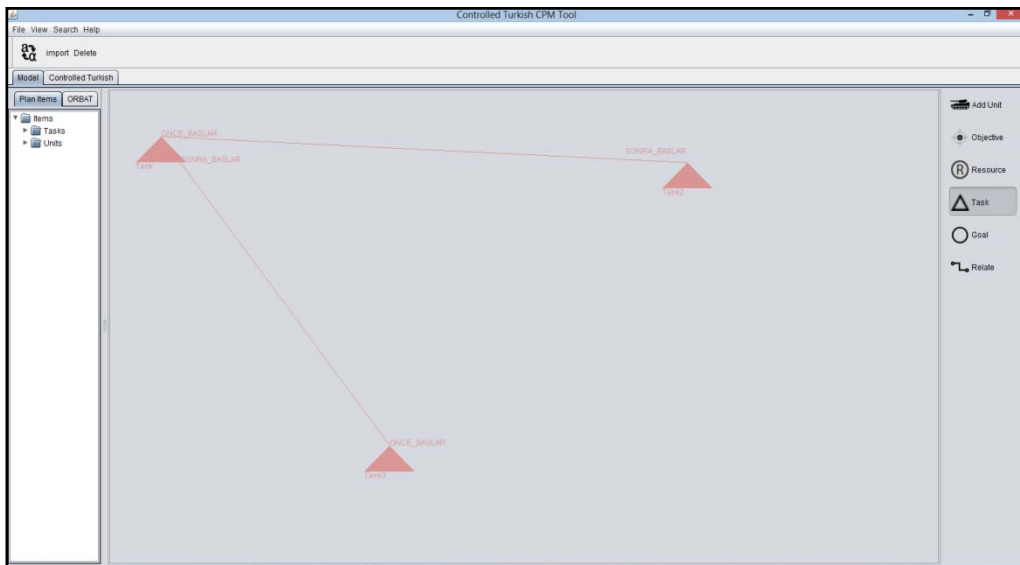 Controlled Turkish CPM Tool
File View Search Help
import Delete
Model Controlled Turkish
Plan Items ORBAT
Items
Tasks
Units
ONCE_BASLAR
SONRA_BASLAR
Task
SONRA_BASLAR
Task2
ONCE_BASLAR
Task3
Add Unit
Objective
R Resource
Task
Goal
Relate